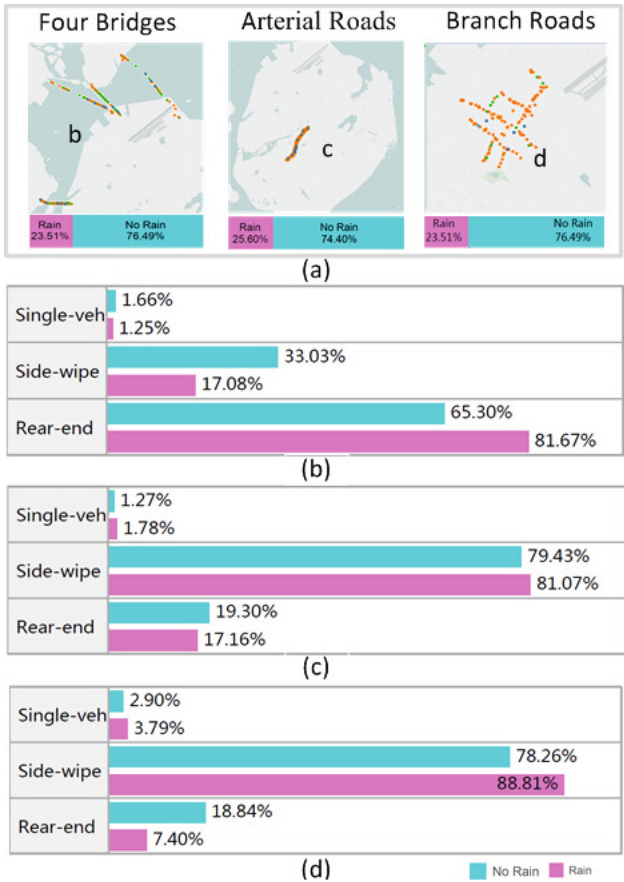 Four Bridges
Arterial Roads
Branch Roads
b
c
d
Rain
23.51%
No Rain
76.49%
Rain
25.60%
No Rain
74.40%
Rain
23.51%
No Rain
76.49%
(a)
Single-veh
1.66%
1.25%
Side-wipe
33.03%
17.08%
Rear-end
65.30%
81.67%
(b)
Single-veh
1.27%
1.78%
Side-wipe
79.43%
81.07%
Rear-end
19.30%
17.16%
(c)
Single-veh
2.90%
3.79%
Side-wipe
78.26%
88.81%
Rear-end
18.84%
7.40%
(d)
No Rain
Rain